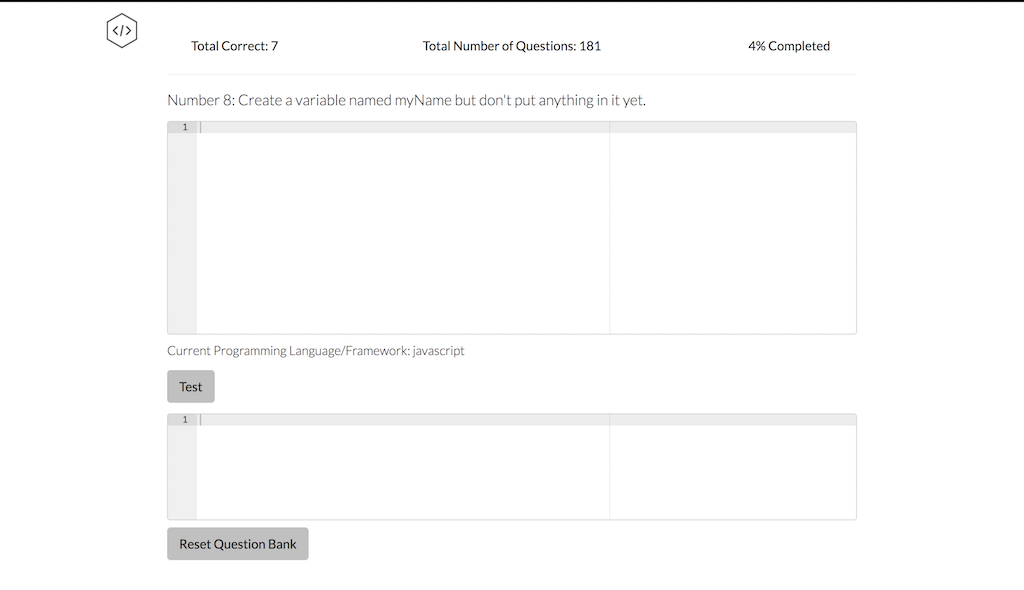 </>
Total Correct: 7 Total Number of Questions: 181 4% Completed
Number 8: Create a variable named myName but don't put anything in it yet.
1
Current Programming Language/Framework: javascript
Test
1
Reset Question Bank